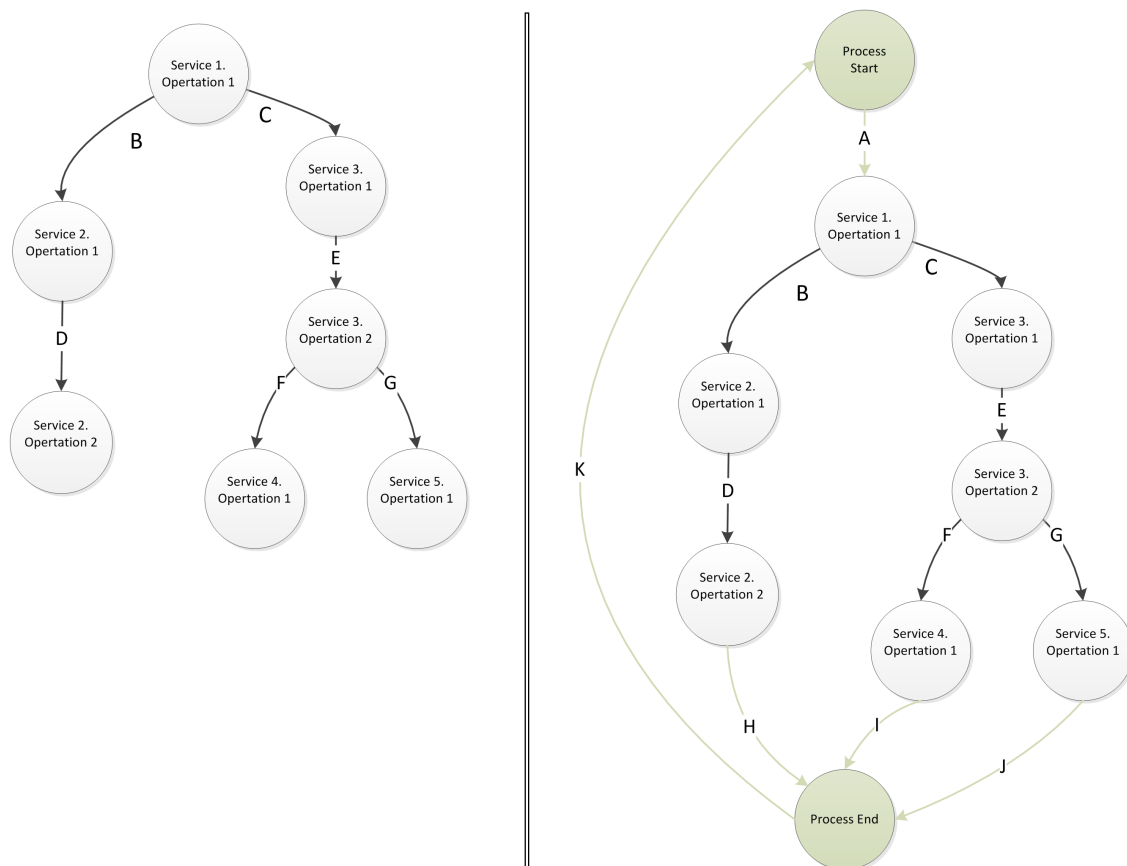 Service 1.
Opertation 1
B
C
Service 3.
Opertation 1
Service 2.
Opertation 1
E
D
Service 3.
Opertation 2
F
G
Service 2.
Opertation 2
Service 4.
Opertation 1
Service 5.
Opertation 1
Process
Start
A
Service 1.
Opertation 1
B
C
Service 3.
Opertation 1
Service 2.
Opertation 1
E
K
D
Service 3.
Opertation 2
F
G
Service 2.
Opertation 2
Service 4.
Opertation 1
Service 5.
Opertation 1
H
I
J
Process End